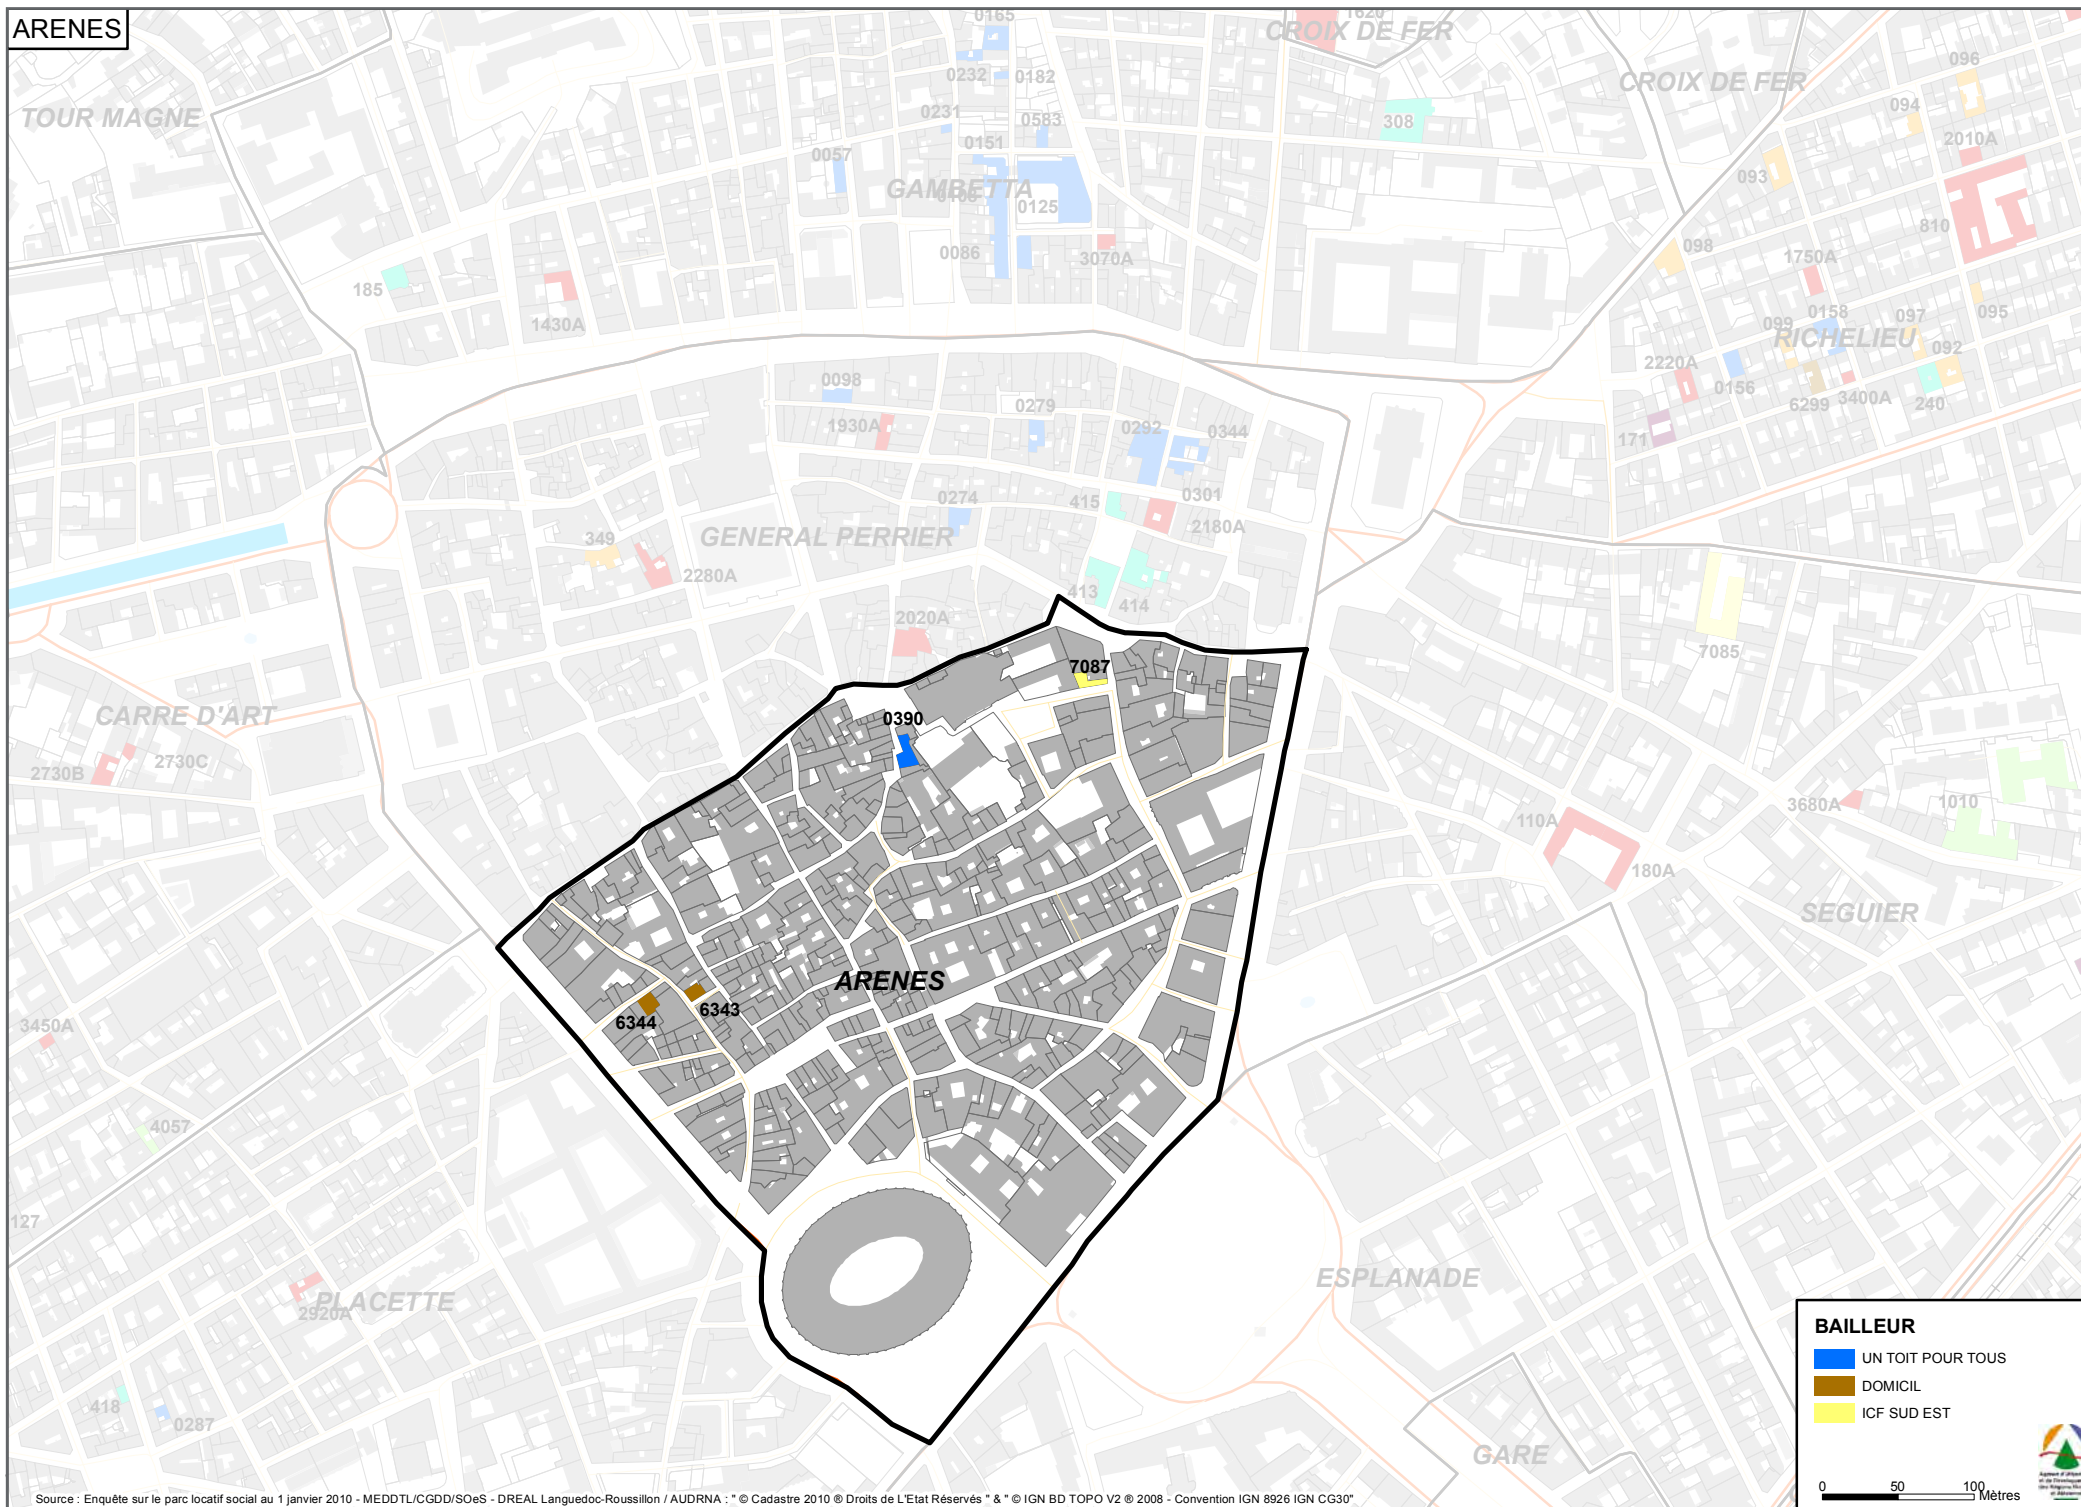 ARENES
0165
1620
CROIX DE FER
CROIX DE FER
096
TOUR MAGNE
0232
0182
094
0231
0583
308
2010A
0151
0057
093
GAMBETTA
0125
810
0086
3070A
098
1750A
185
1430A
0158
097
095
099
RICHELIEU
092
2220A
0156
6299
3400A
240
0098
0279
1930A
0292
0344
171
0274
415
0301
2180A
349
GENERAL PERRIER
2280A
413
414
2020A
7085
7087
CARRE D'ART
0390
2730B
2730C
3680A
1010
110A
180A
SEGUIER
ARENES
6344
6343
3450A
4057
127
PLACETTE
2920A
ESPLANADE
418
0287
GARE
BAILLEUR
UN TOIT POUR TOUS
DOMICIL
ICF SUD EST
0 50 100
Mètres
Source : Enquête sur le parc locatif social au 1 janvier 2010 - MEDDTL/CGDD/SOeS - DREAL Languedoc-Roussillon / AUDRNA : " © Cadastre 2010 ® Droits de L'Etat Réservés " & " © IGN BD TOPO V2 ® 2008 - Convention IGN 8926 IGN CG30"